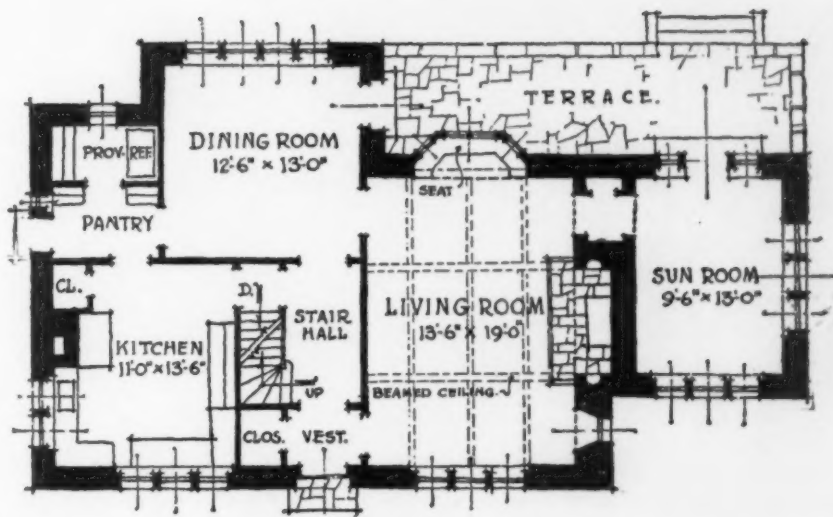 TERRACE.
DINING ROOM
12'-6" × 13'-0"
PROV.
REF.
SEAT
PANTRY
CL.
D.
STAIR
HALL
LIVING ROOM
13'-6" × 19'-0"
SUN ROOM
9'-6" × 13'-0"
KITCHEN
11'-0" × 13'-6"
UP
BEAMED CEILING.
CLOS.
VEST.